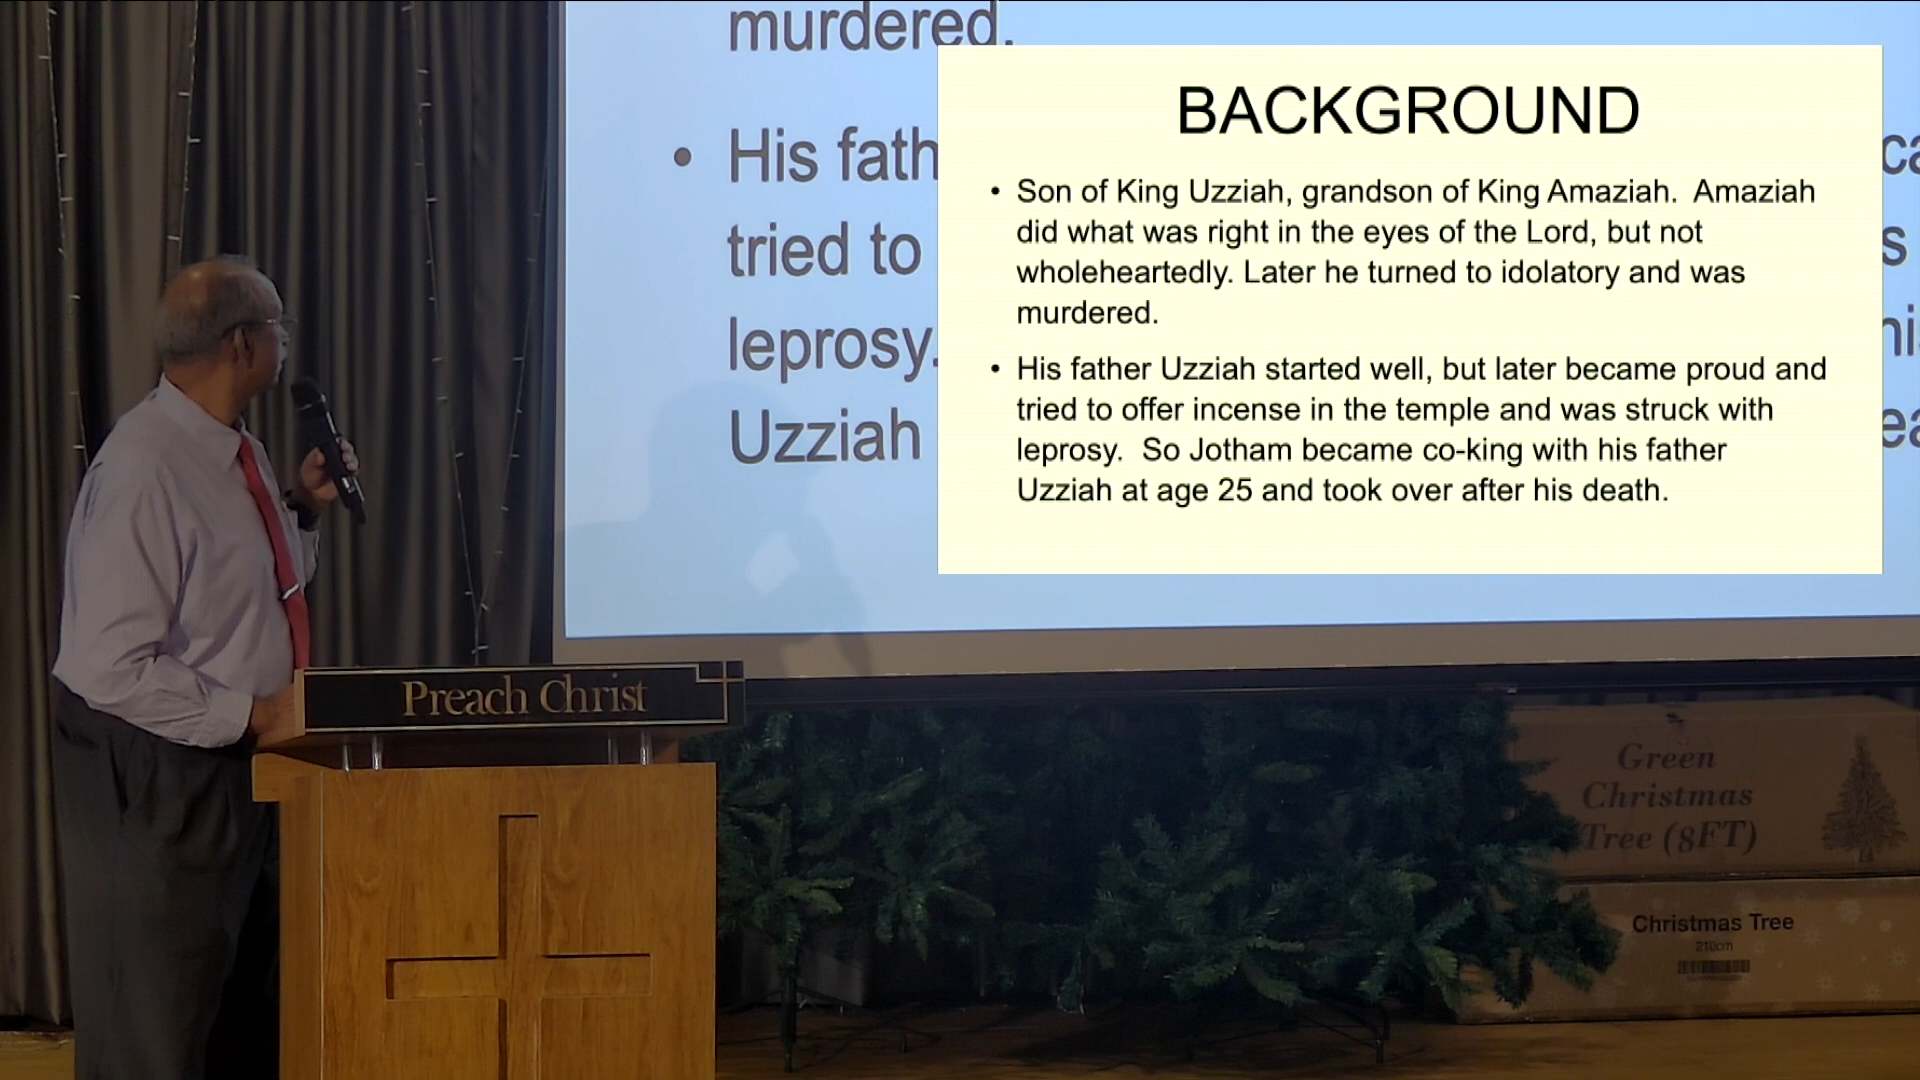 murdered.
• His fath
tried to
leprosy.
Uzziah
BACKGROUND
• Son of King Uzziah, grandson of King Amaziah. Amaziah
did what was right in the eyes of the Lord, but not
wholeheartedly. Later he turned to idolatory and was
murdered.
• His father Uzziah started well, but later became proud and
tried to offer incense in the temple and was struck with
leprosy. So Jotham became co-king with his father
Uzziah at age 25 and took over after his death.
Preach Christ
Green
Christmas
Tree (8FT)
Christmas Tree
210cm